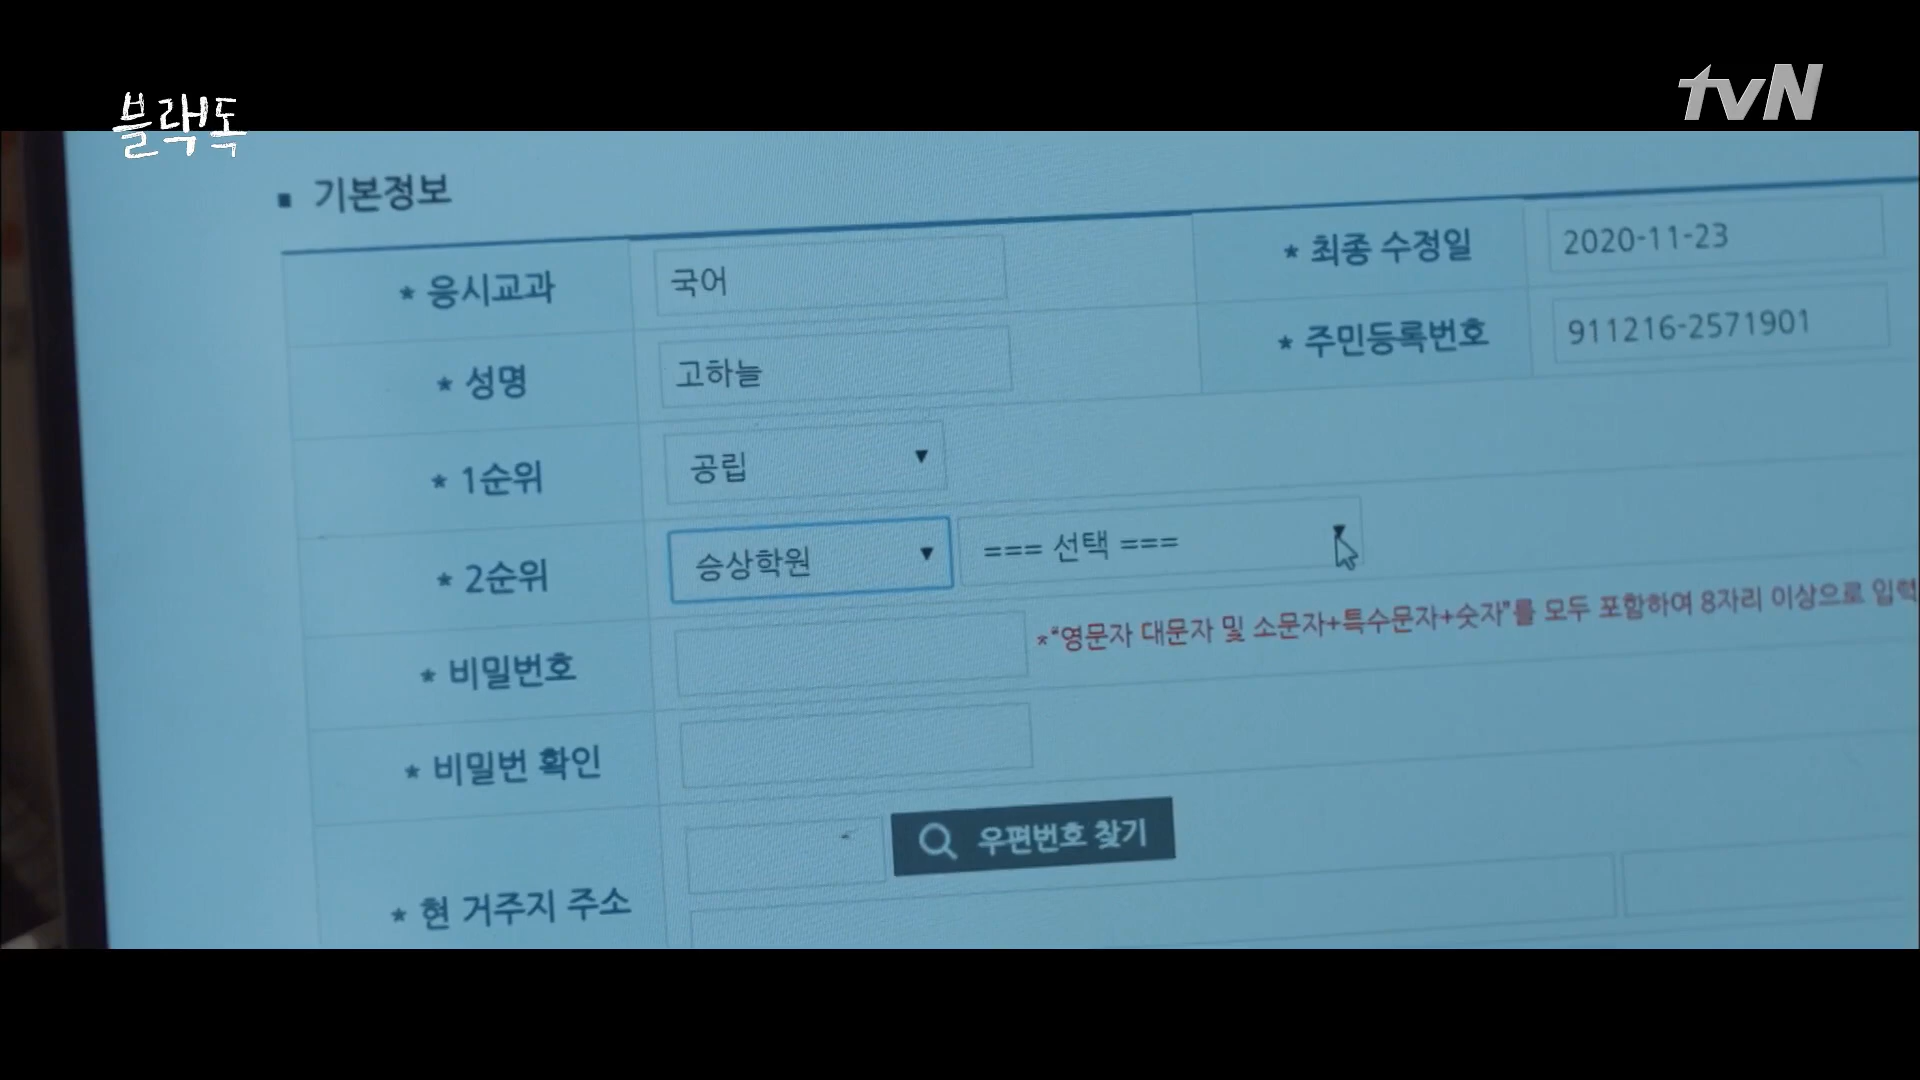 블랙독
tvN
기본정보
* 응시교과 국어 * 최종 수정일 2020-11-23
* 성명 고하늘 * 주민등록번호 911216-2571901
* 1순위 공립 ▼
* 2순위 승상학원 ▼ === 선택 === ▼
* 비밀번호 *"영문자 대문자 및 소문자+특수문자+숫자"를 모두 포함하여 8자리 이상으로 입력
* 비밀번 확인
* 현 거주지 주소 우편번호 찾기